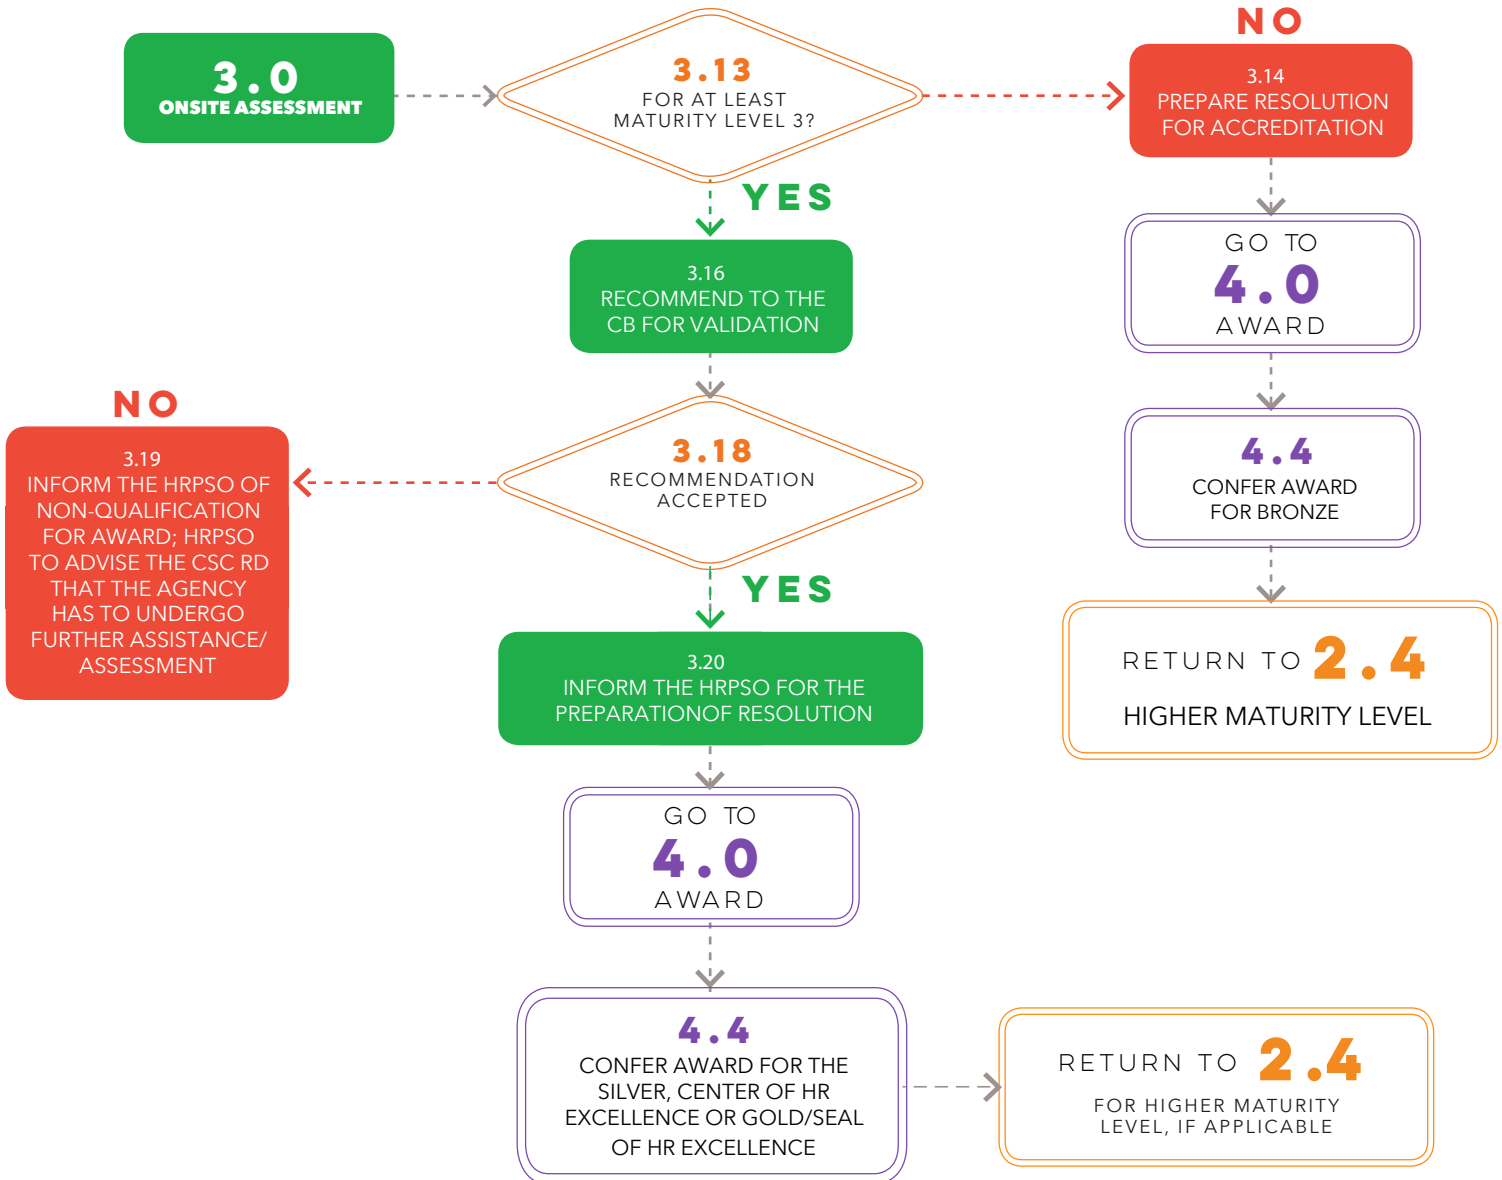 3.0
ONSITE ASSESSMENT
3.13
FOR AT LEAST
MATURITY LEVEL 3?
NO
3.14
PREPARE RESOLUTION
FOR ACCREDITATION
YES
GO TO
4.0
AWARD
3.16
RECOMMEND TO THE
CB FOR VALIDATION
4.4
CONFER AWARD
FOR BRONZE
NO
3.19
INFORM THE HRPSO OF
NON-QUALIFICATION
FOR AWARD; HRPSO
TO ADVISE THE CSC RD
THAT THE AGENCY
HAS TO UNDERGO
FURTHER ASSISTANCE/
ASSESSMENT
3.18
RECOMMENDATION
ACCEPTED
YES
RETURN TO 2.4
HIGHER MATURITY LEVEL
3.20
INFORM THE HRPSO FOR THE
PREPARATIONOF RESOLUTION
GO TO
4.0
AWARD
4.4
CONFER AWARD FOR THE
SILVER, CENTER OF HR
EXCELLENCE OR GOLD/SEAL
OF HR EXCELLENCE
RETURN TO 2.4
FOR HIGHER MATURITY
LEVEL, IF APPLICABLE